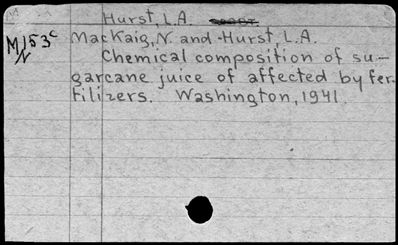 Hurst, L.A.
M153c
N
MacKaig, N. and Hurst, L.A.
Chemical composition of su-
garcane juice of affected by fer-
tilizers. Washington, 1941.